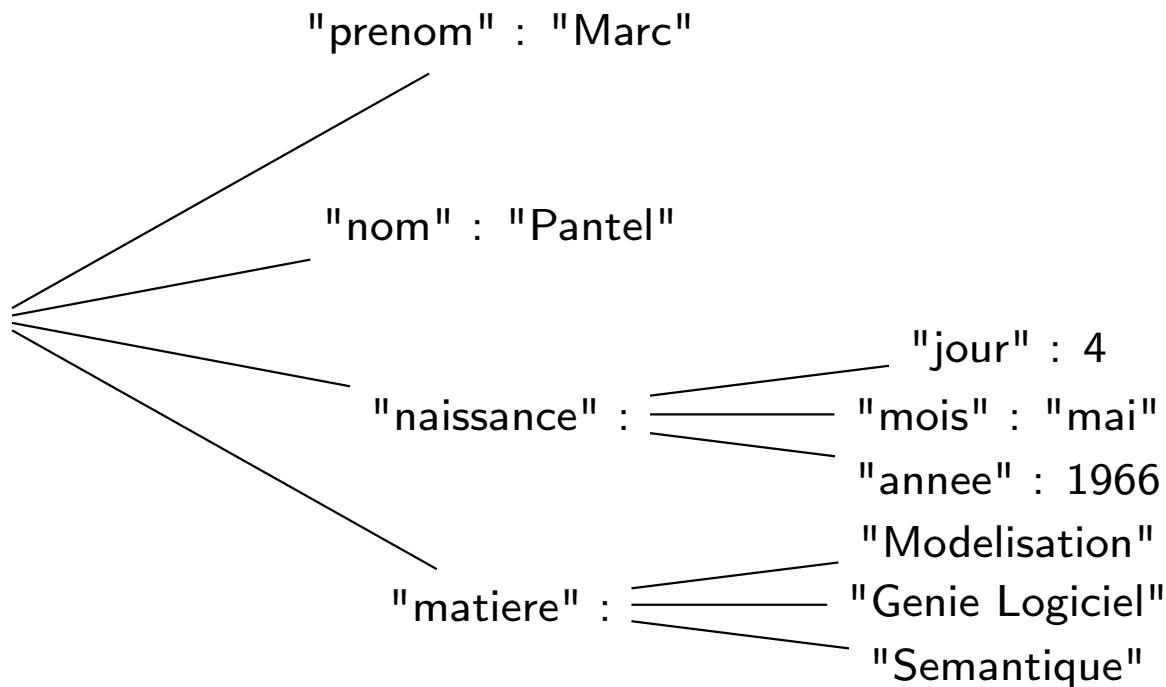 "prenom" : "Marc"
"nom" : "Pantel"
"naissance" :
"jour" : 4
"mois" : "mai"
"annee" : 1966
"matiere" :
"Modelisation"
"Genie Logiciel"
"Semantique"